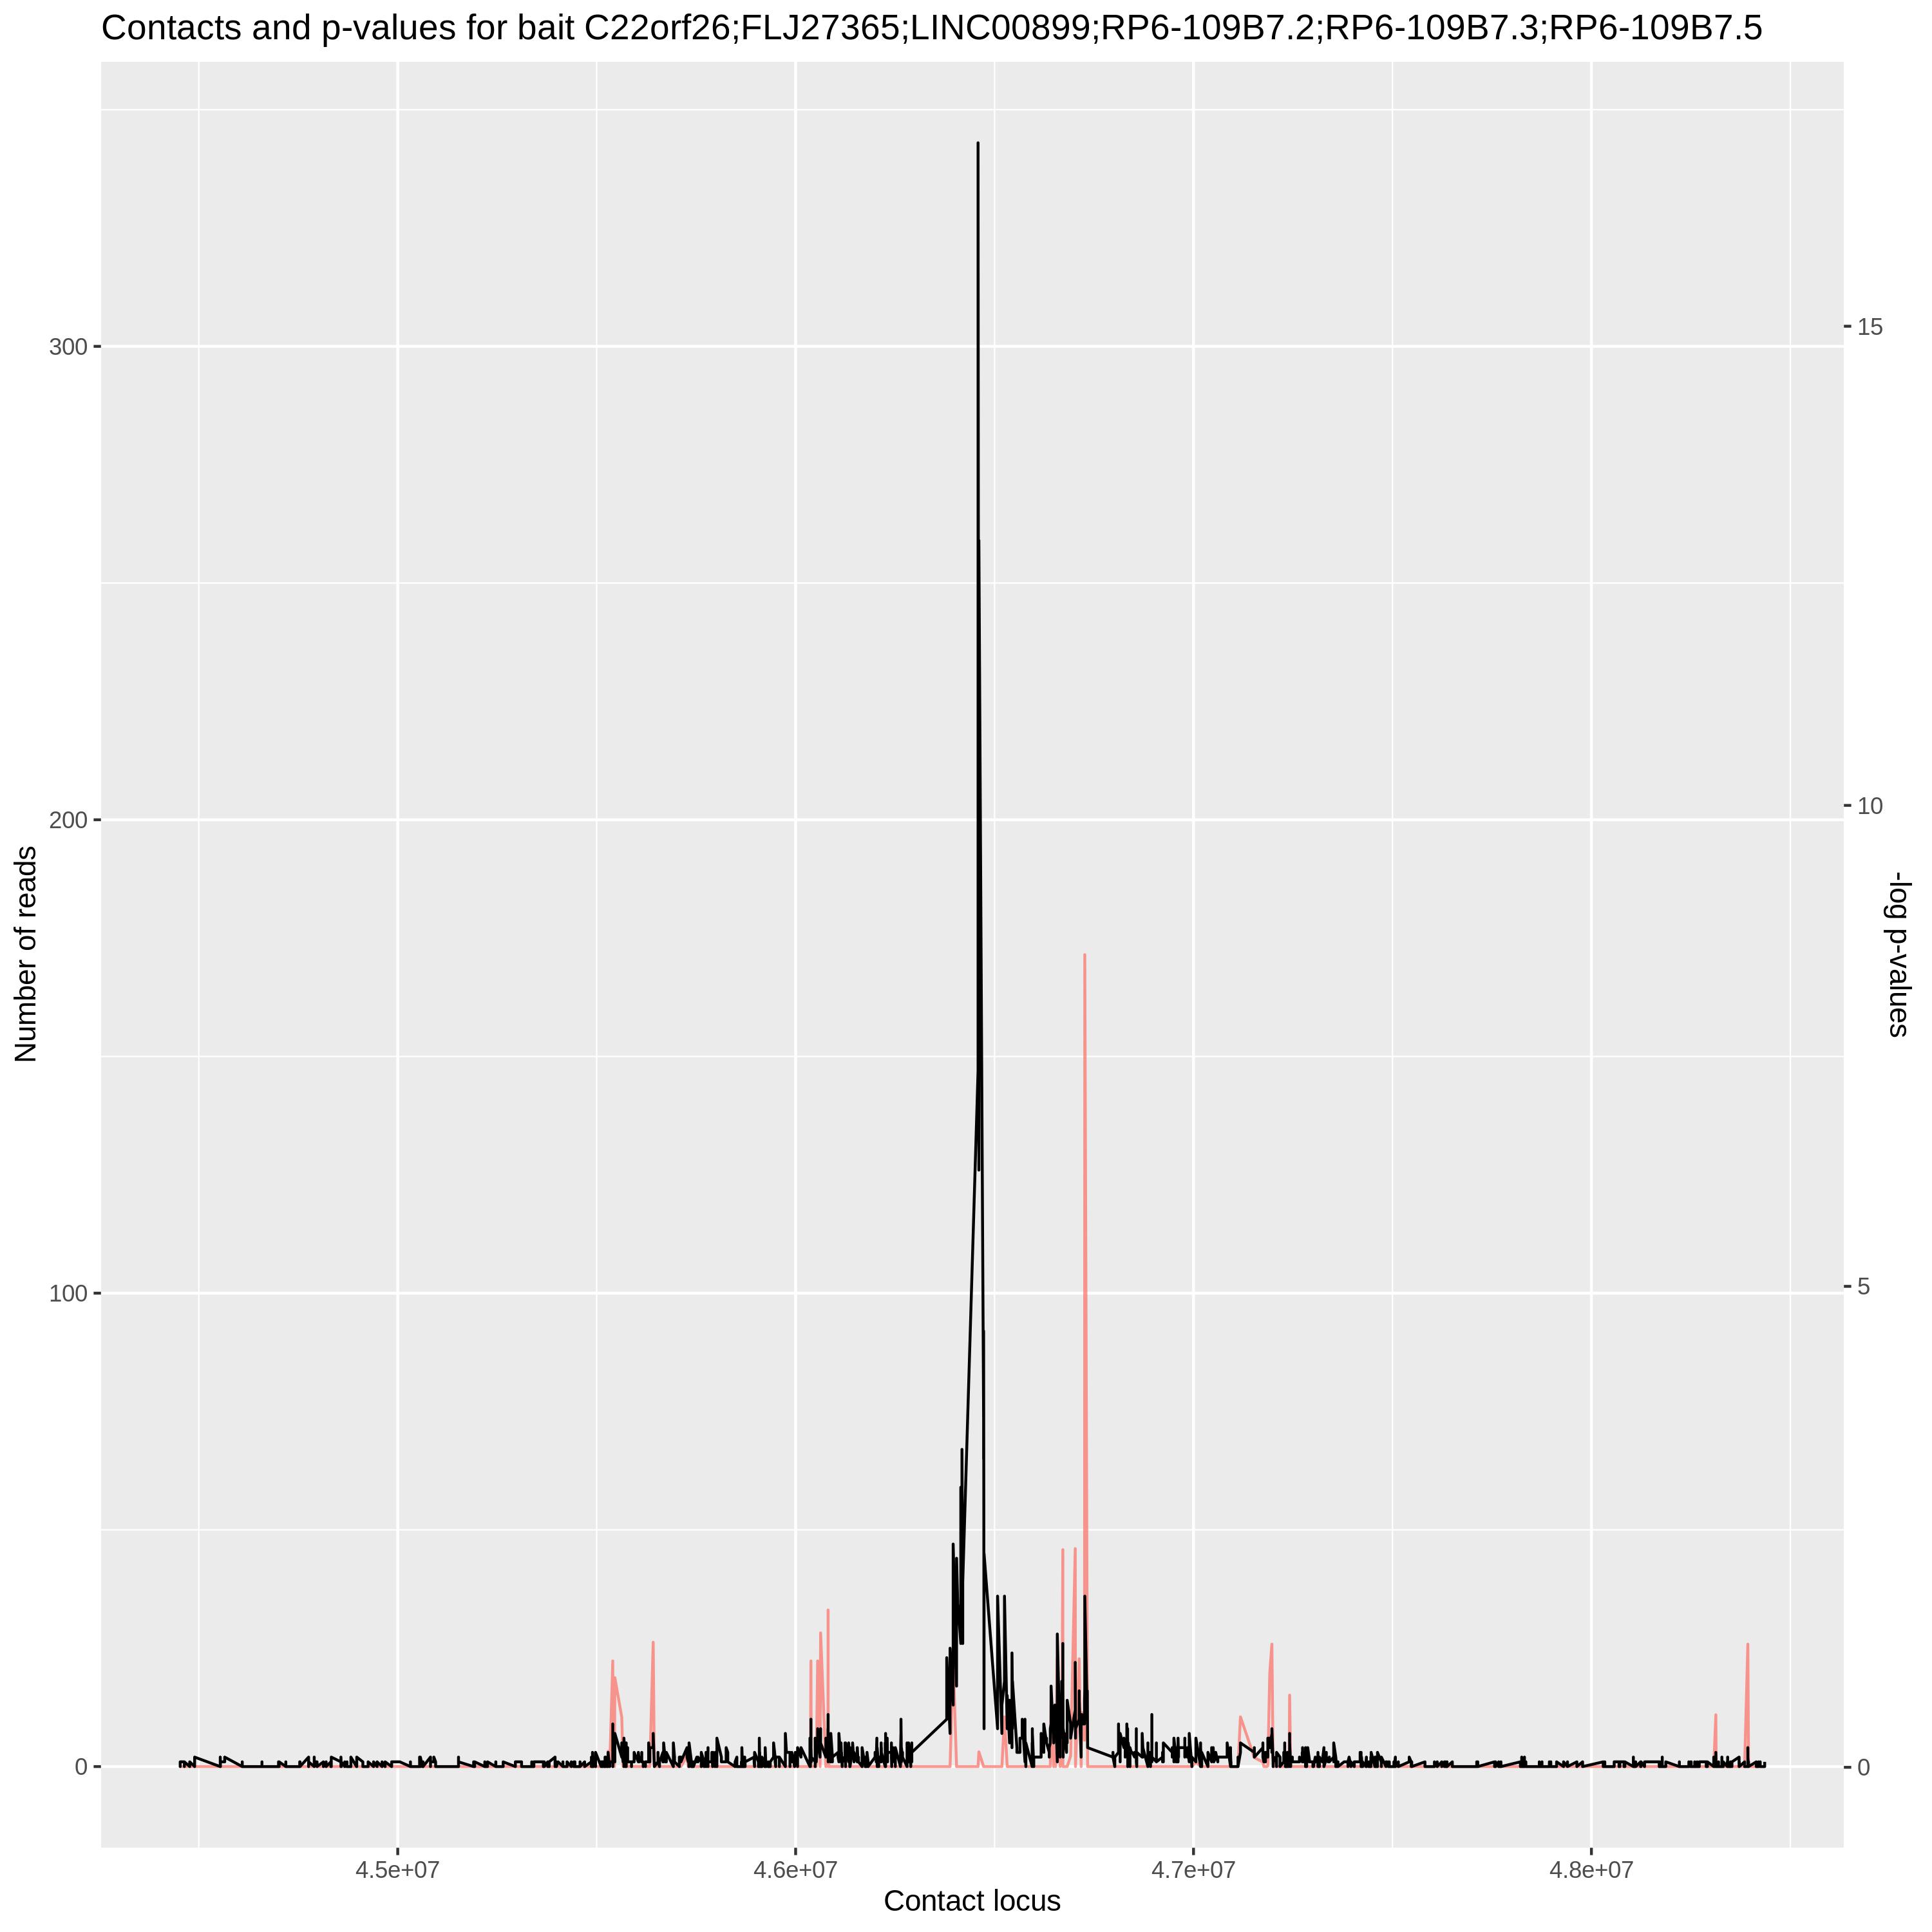 Contacts and p-values for bait C22orf26;FLJ27365;LINC00899;RP6-109B7.2;RP6-109B7.3;RP6-109B7.5
300
200
100
0
Number of reads
15
10
5
0
-log p-values
4.5e+07
4.6e+07
4.7e+07
4.8e+07
Contact locus